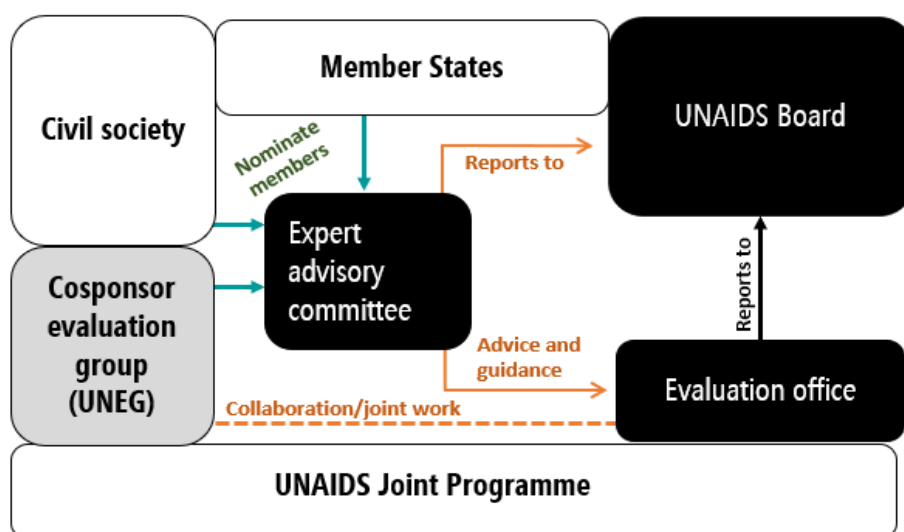 Member States
Civil society
UNAIDS Board
Nominate
members
Reports to
Expert
advisory
committee
Cosponsor
evaluation
group
(UNEG)
Reports to
Advice and
guidance
Evaluation office
Collaboration/joint work
UNAIDS Joint Programme